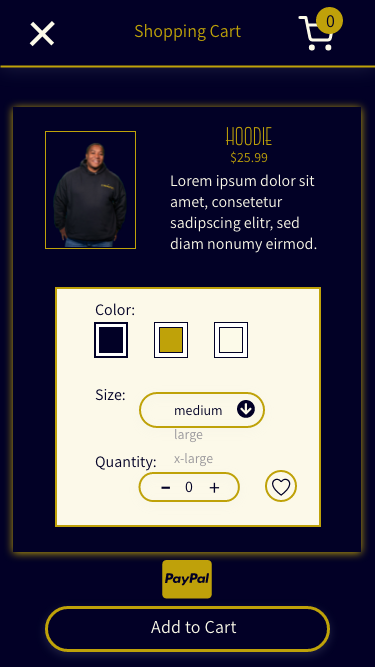 Shopping Cart
0
HOODIE
$25.99
Lorem ipsum dolor sit
amet, consetetur
sadipscing elitr, sed
diam nonumy eirmod.
Color:
Size:
medium
large
x-large
Quantity:
- 0 +
PayPal
Add to Cart